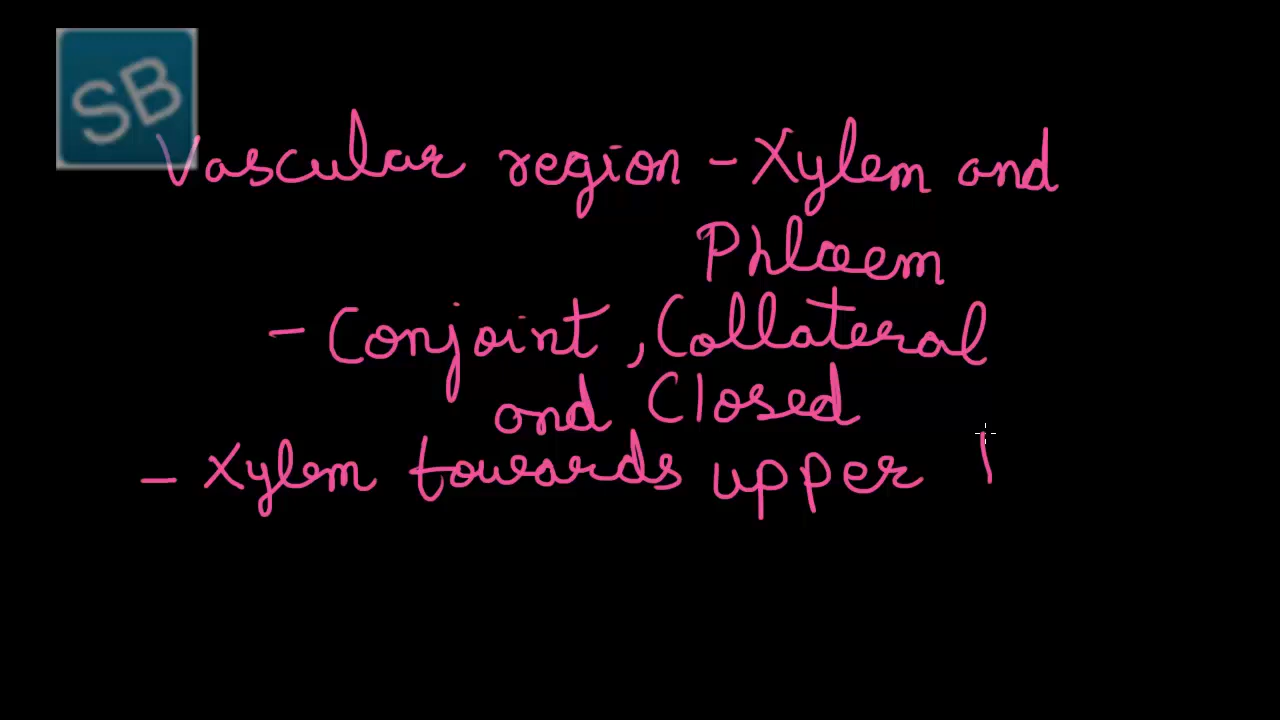 SB
Vascular region - Xylem and
Phloem
- Conjoint, Collateral
and Closed
- Xylem towards upper